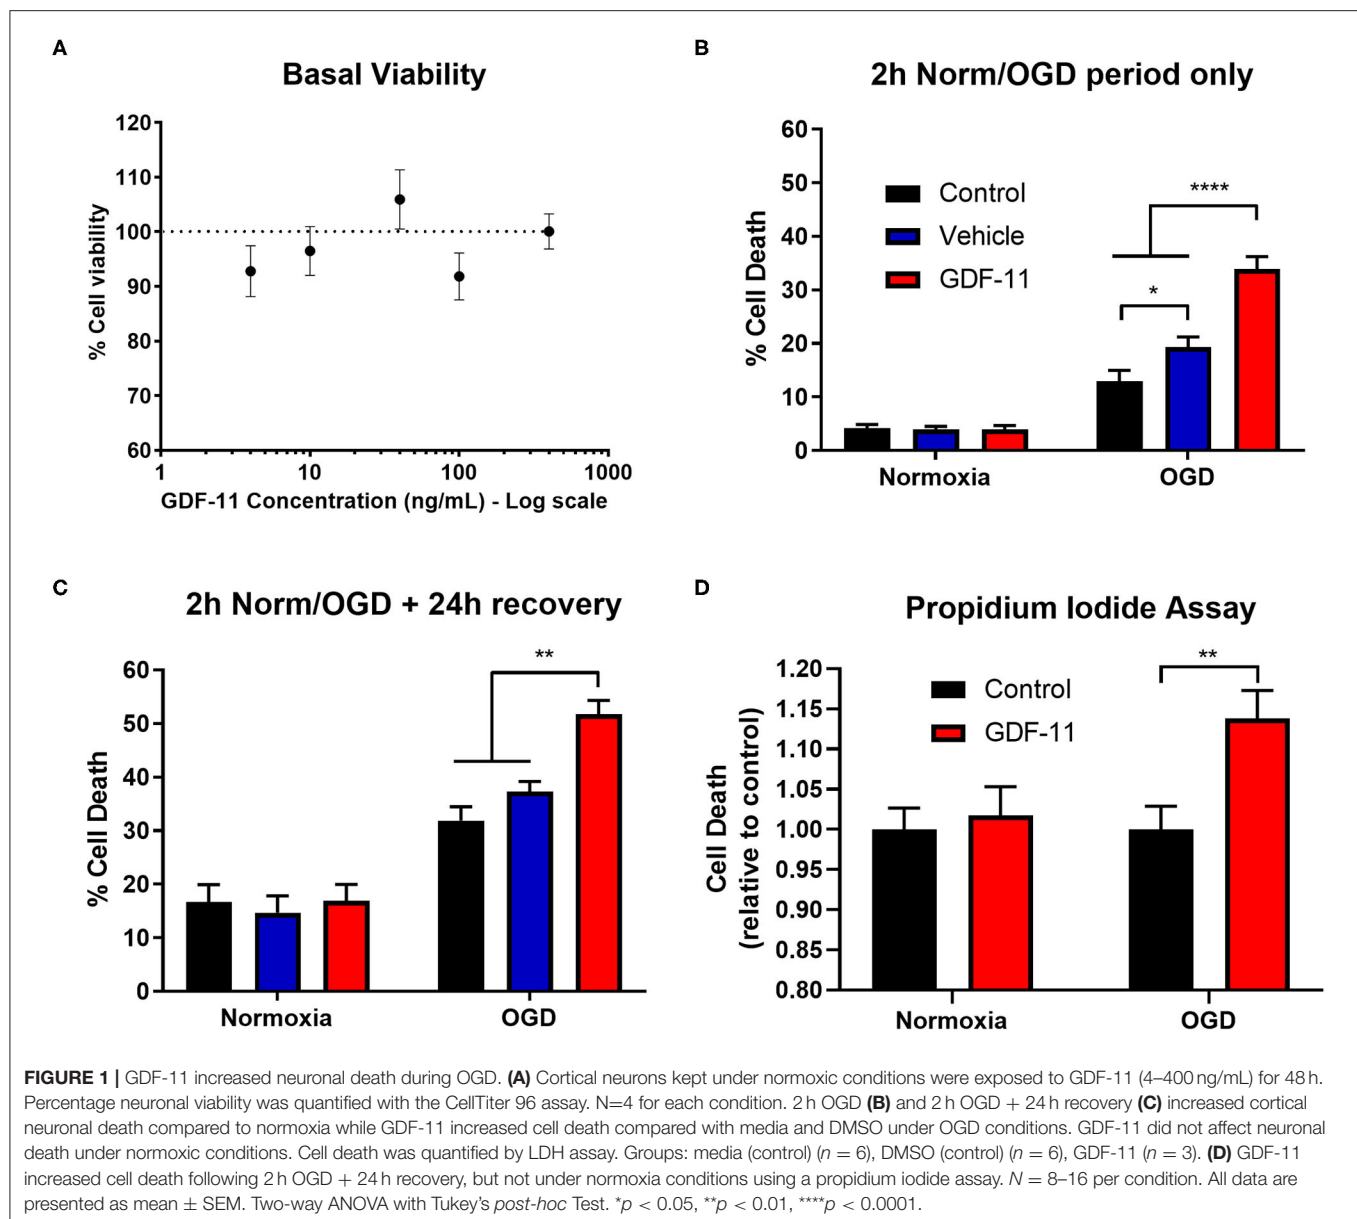 A
Basal Viability
120
110
100
90
80
70
60
% Cell viability
1
10
100
1000
GDF-11 Concentration (ng/mL) - Log scale
B
2h Norm/OGD period only
60
50
40
30
20
10
0
% Cell Death
Control
Vehicle
GDF-11
****
*
Normoxia
OGD
C
2h Norm/OGD + 24h recovery
60
50
40
30
20
10
0
% Cell Death
**
Normoxia
OGD
D
Propidium Iodide Assay
1.20
1.15
1.10
1.05
1.00
0.95
0.90
0.85
0.80
Cell Death
(relative to control)
Control
GDF-11
**
Normoxia
OGD
FIGURE 1 | GDF-11 increased neuronal death during OGD. (A) Cortical neurons kept under normoxic conditions were exposed to GDF-11 (4–400 ng/mL) for 48 h.
Percentage neuronal viability was quantified with the CellTiter 96 assay. N=4 for each condition. 2 h OGD (B) and 2 h OGD + 24 h recovery (C) increased cortical
neuronal death compared to normoxia while GDF-11 increased cell death compared with media and DMSO under OGD conditions. GDF-11 did not affect neuronal
death under normoxic conditions. Cell death was quantified by LDH assay. Groups: media (control) (n = 6), DMSO (control) (n = 6), GDF-11 (n = 3). (D) GDF-11
increased cell death following 2 h OGD + 24 h recovery, but not under normoxia conditions using a propidium iodide assay. N = 8–16 per condition. All data are
presented as mean ± SEM. Two-way ANOVA with Tukey's post-hoc Test. *p < 0.05, **p < 0.01, ****p < 0.0001.